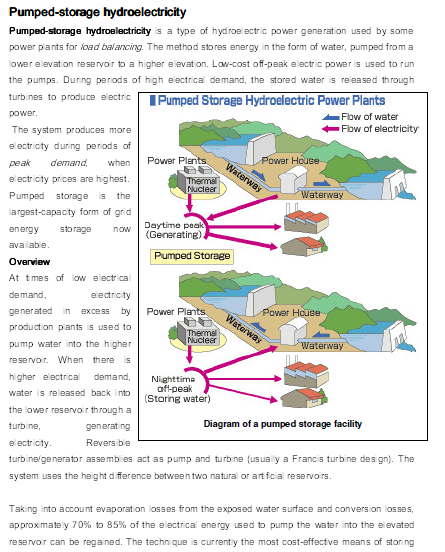 Pumped-storage hydroelectricity
Pumped-storage hydroelectricity is a type of hydroelectric power generation used by some
power plants for load balancing. The method stores energy in the form of water, pumped from a
lower elevation reservoir to a higher elevation. Low-cost off-peak electric power is used to run
the pumps. During periods of high electrical demand, the stored water is released through
turbines to produce electric
power.
The system produces more
electricity during periods of
peak demand, when
electricity prices are highest.
Pumped storage is the
largest-capacity form of grid
energy storage now
available.
Overview
At times of low electrical
demand, electricity
generated in excess by
production plants is used to
pump water into the higher
reservoir. When there is
higher electrical demand,
water is released back into
the lower reservoir through a
turbine, generating
electricity. Reversible
Pumped Storage Hydroelectric Power Plants
Flow of water
Flow of electricity
Power Plants
Power House
Thermal
Nuclear
Waterway
Waterway
Daytime peak
(Generating)
Pumped Storage
Power Plants
Power House
Thermal
Nuclear
Waterway
Waterway
Nighttime
off-peak
(Storing water)
Diagram of a pumped storage facility
turbine/generator assemblies act as pump and turbine (usually a Francis turbine design). The
system uses the height difference between two natural or artificial reservoirs.
Taking into account evaporation losses from the exposed water surface and conversion losses,
approximately 70% to 85% of the electrical energy used to pump the water into the elevated
reservoir can be regained. The technique is currently the most cost-effective means of storing